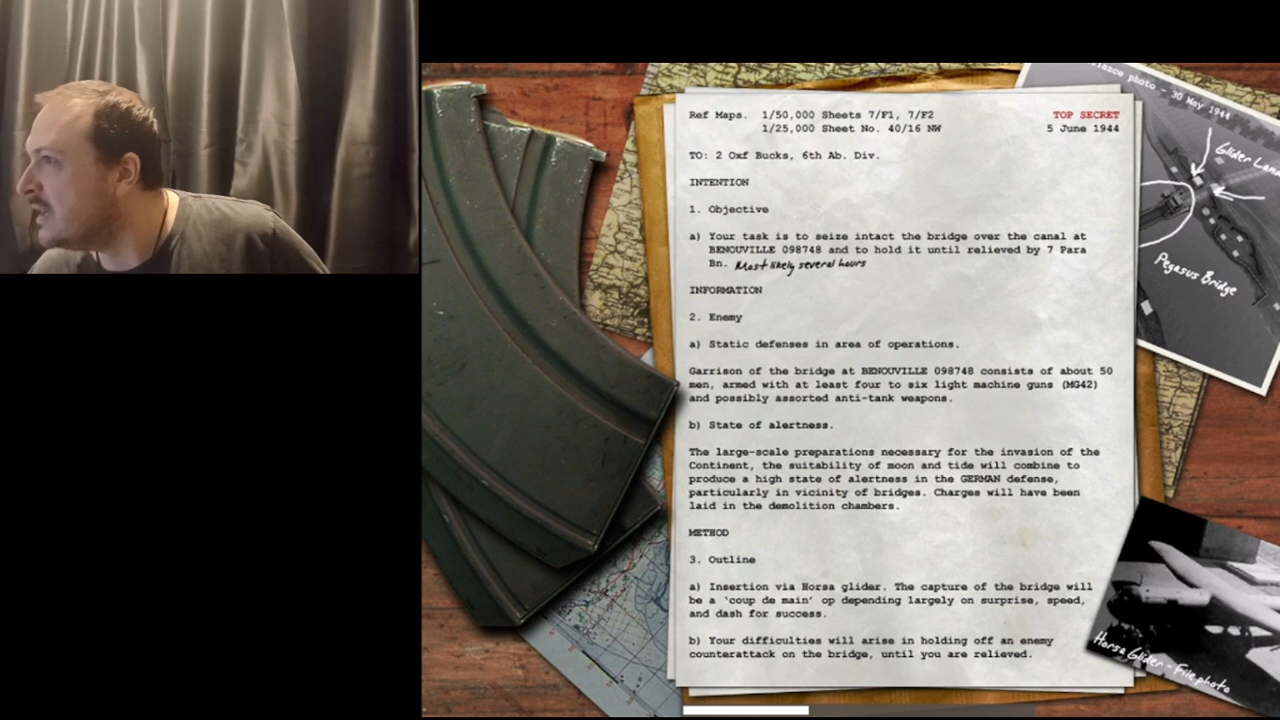 Ref Maps. 1/50,000 Sheets 7/F1, 7/F2
1/25,000 Sheet No. 40/16 NW
TOP SECRET
5 June 1944
TO: 2 Oxf Bucks, 6th Ab. Div.
INTENTION
1. Objective
a) Your task is to seize intact the bridge over the canal at
BENOUVILLE 098748 and to hold it until relieved by 7 Para
Bn. Most likely several hours
INFORMATION
2. Enemy
a) Static defenses in area of operations.
Garrison of the bridge at BENOUVILLE 098748 consists of about 50
men, armed with at least four to six light machine guns (MG42)
and possibly assorted anti-tank weapons.
b) State of alertness.
The large-scale preparations necessary for the invasion of the
Continent, the suitability of moon and tide will combine to
produce a high state of alertness in the GERMAN defense,
particularly in vicinity of bridges. Charges will have been
laid in the demolition chambers.
METHOD
3. Outline
a) Insertion via Horsa glider. The capture of the bridge will
be a 'coup de main' op depending largely on surprise, speed,
and dash for success.
b) Your difficulties will arise in holding off an enemy
counterattack on the bridge, until you are relieved.
photo - 30 May 1944
Glider
Pegasus Bridge
Horsa Glider - File photo